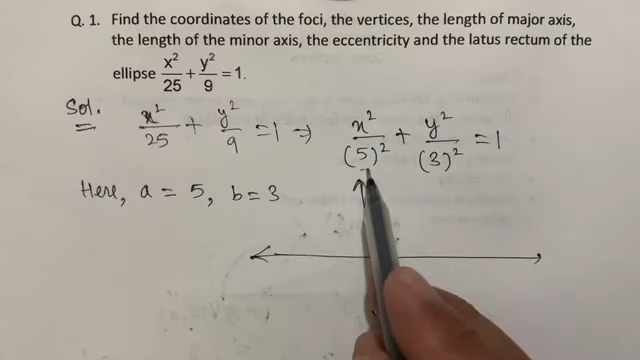 Q. 1. Find the coordinates of the foci, the vertices, the length of major axis,
the length of the minor axis, the eccentricity and the latus rectum of the
ellipse x²/25 + y²/9 = 1.
Sol.
x²/25 + y²/9 = 1 ⇒ x²/(5)² + y²/(3)² = 1
Here, a = 5, b = 3